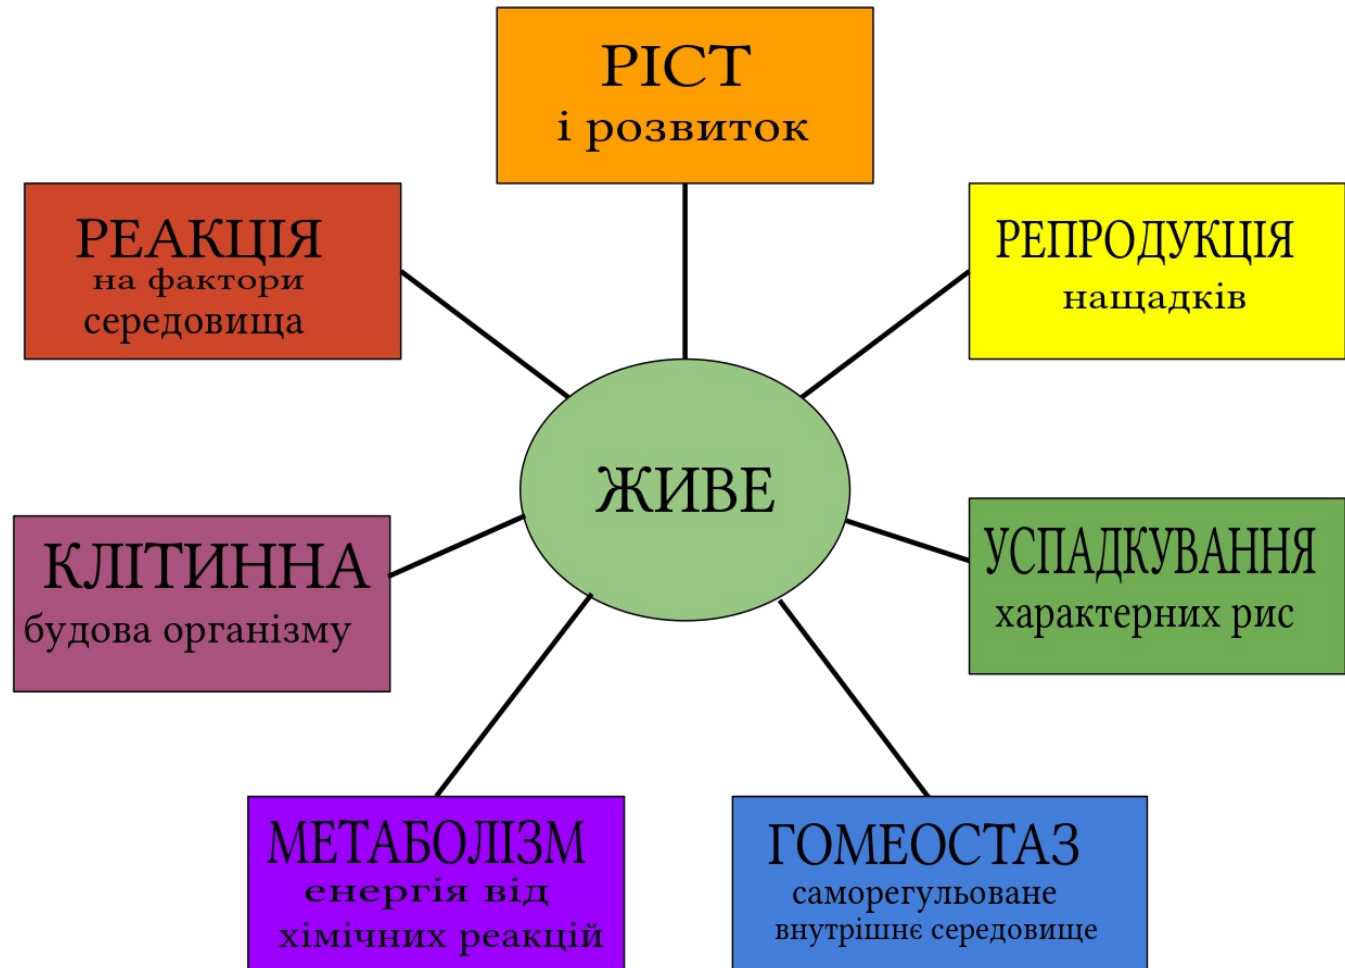 РІСТ
і розвиток
РЕАКЦІЯ
на фактори
середовища
РЕПРОДУКЦІЯ
нащадків
ЖИВЕ
КЛІТИННА
будова організму
УСПАДКУВАННЯ
характерних рис
МЕТАБОЛІЗМ
енергія від
хімічних реакцій
ГОМЕОСТАЗ
саморегульоване
внутрішнє середовище